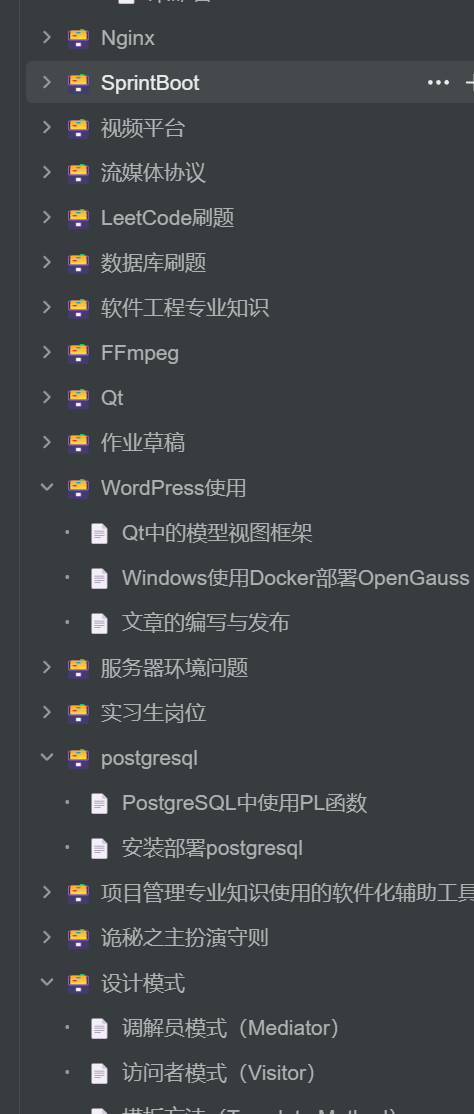 Nginx
SprintBoot
视频平台
流媒体协议
LeetCode刷题
数据库刷题
软件工程专业知识
FFmpeg
Qt
作业草稿
WordPress使用
Qt中的模型视图框架
Windows使用Docker部署OpenGauss
文章的编写与发布
服务器环境问题
实习生岗位
postgresql
PostgreSQL中使用PL函数
安装部署postgresql
项目管理专业知识使用的软件化辅助工具
诡秘之主扮演守则
设计模式
调解员模式（Mediator）
访问者模式（Visitor）